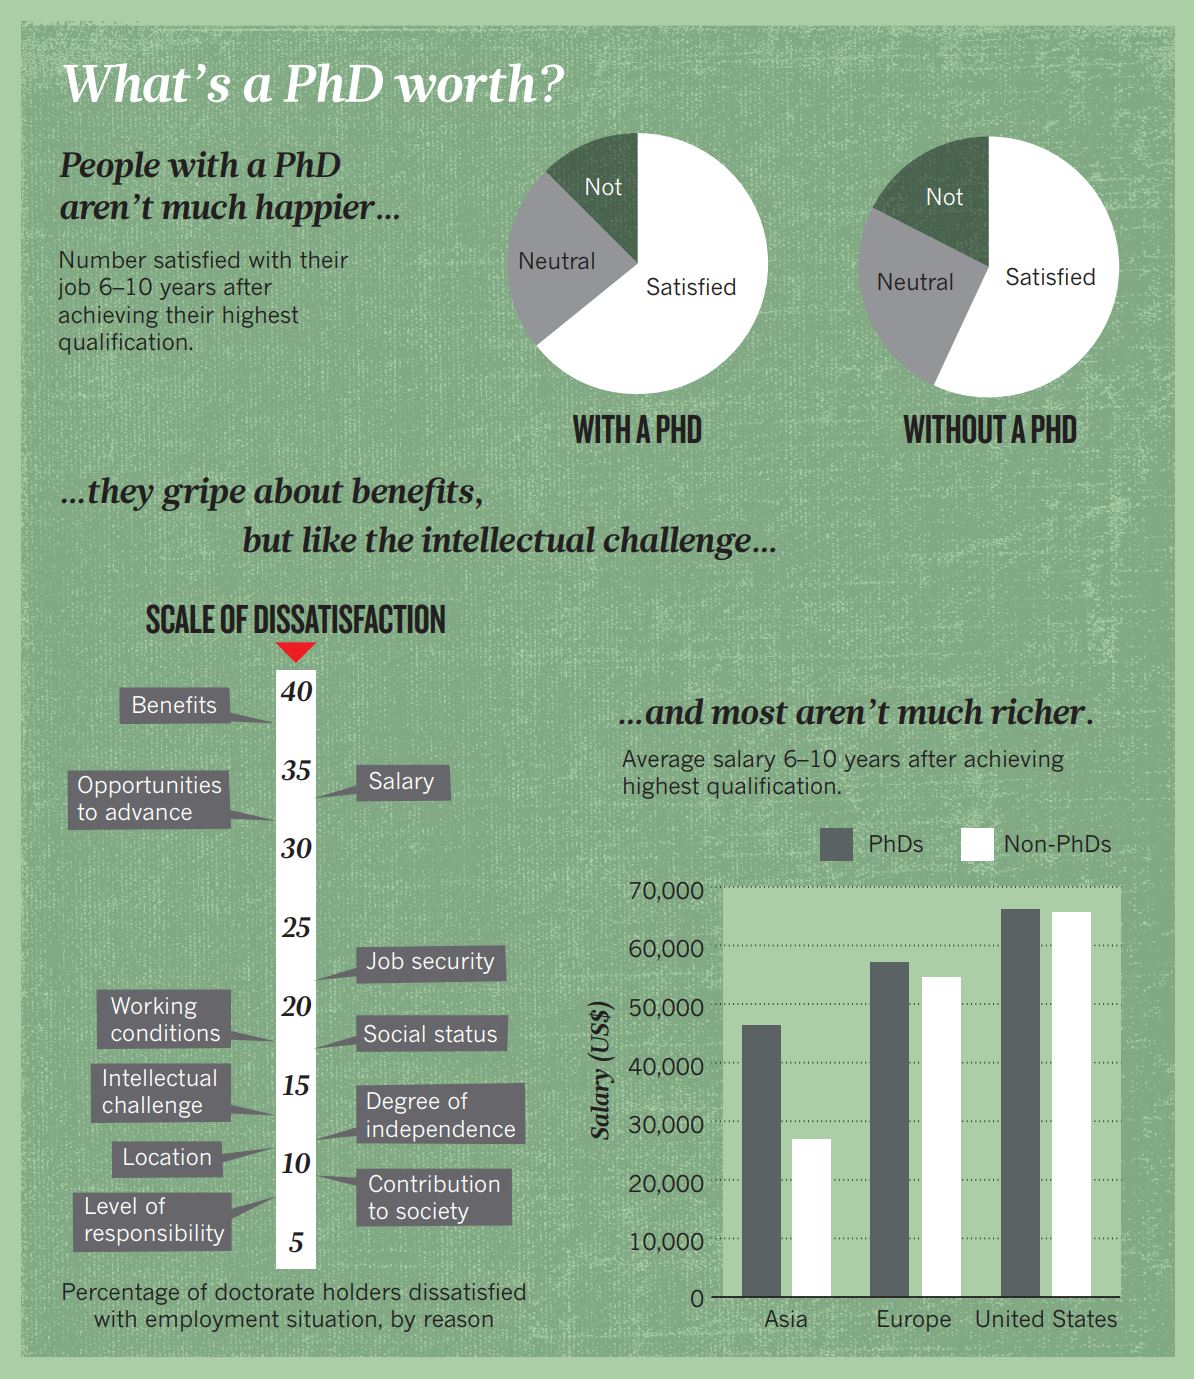 What's a PhD worth?
People with a PhD
aren't much happier...
Number satisfied with their
job 6–10 years after
achieving their highest
qualification.
Not
Neutral
Satisfied
WITH A PHD
Not
Neutral
Satisfied
WITHOUT A PHD
...they gripe about benefits,
but like the intellectual challenge...
SCALE OF DISSATISFACTION
40
Benefits
35
Salary
Opportunities
to advance
30
25
Job security
20
Working
conditions
Social status
15
Intellectual
challenge
Degree of
independence
Location
10
Contribution
to society
Level of
responsibility
5
Percentage of doctorate holders dissatisfied
with employment situation, by reason
...and most aren't much richer.
Average salary 6–10 years after achieving
highest qualification.
PhDs
Non-PhDs
Salary (US$)
70,000
60,000
50,000
40,000
30,000
20,000
10,000
0
Asia
Europe
United States